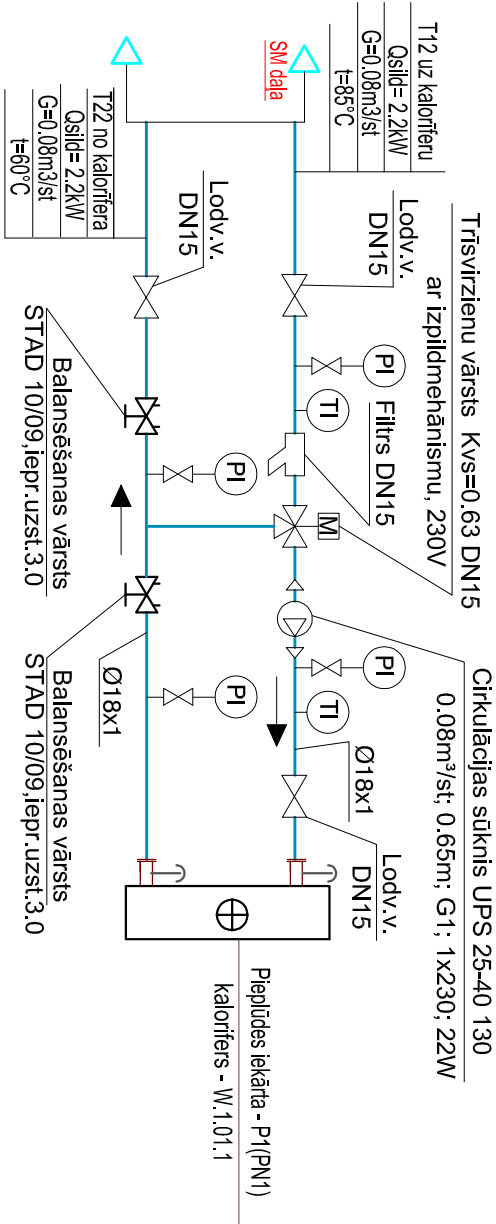 T12 uz kalorīferu
Qsild= 2.2kW
G=0.08m3/st
t=85°C
SM daļa
T22 no kalorīfera
Qsild= 2.2kW
G=0.08m3/st
t=60°C
Lodv.v.
DN15
Lodv.v.
DN15
Trīsvirzienu vārsts Kvs=0.63 DN15
ar izpildmehānismu, 230V
PI
TI
Filtrs DN15
M
PI
Balansēšanas vārsts
STAD 10/09,iepr.uzst.3.0
Cirkulācijas sūknis UPS 25-40 130
0.08m³/st; 0.65m; G1; 1x230; 22W
PI
TI
Ø18x1
Lodv.v.
DN15
PI
Ø18x1
Balansēšanas vārsts
STAD 10/09,iepr.uzst.3.0
Pieplūdes iekārta - P1(PN1)
kalorifers - W.1.01.1